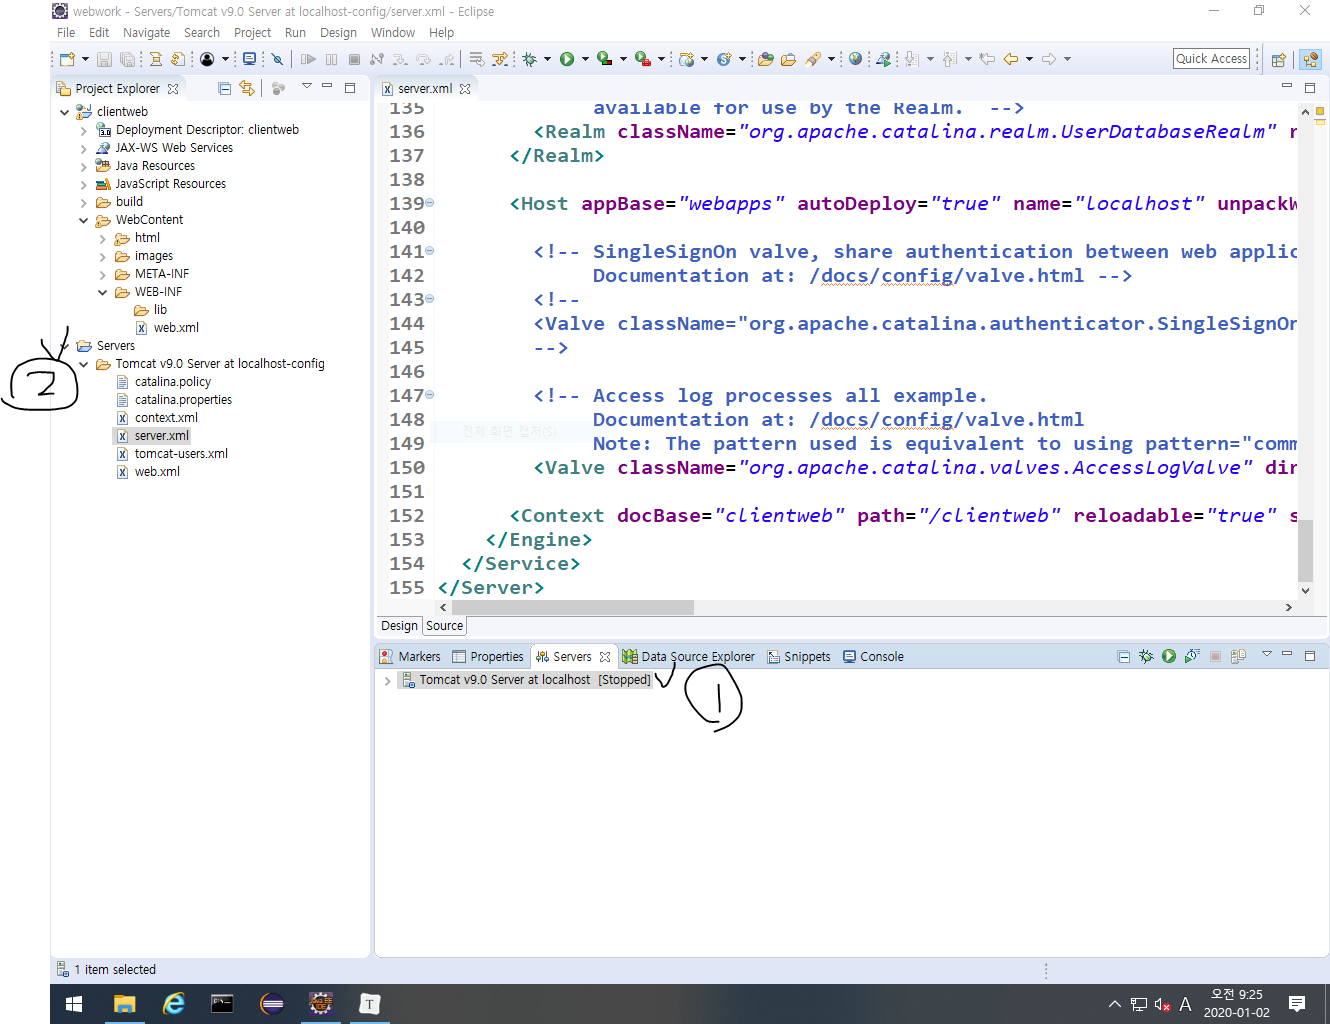 webwork - Servers/Tomcat v9.0 Server at localhost-config/server.xml - Eclipse
File Edit Navigate Search Project Run Design Window Help
Quick Access
Project Explorer
clientweb
Deployment Descriptor: clientweb
JAX-WS Web Services
Java Resources
JavaScript Resources
build
WebContent
html
images
META-INF
WEB-INF
lib
web.xml
Servers
Tomcat v9.0 Server at localhost-config
catalina.policy
catalina.properties
context.xml
server.xml
tomcat-users.xml
web.xml
2
server.xml
135 available for use by the Realm. -->
136 <Realm className="org.apache.catalina.realm.UserDatabaseRealm" r
137 </Realm>
138
139 <Host appBase="webapps" autoDeploy="true" name="localhost" unpackW
140
141 <!-- SingleSignOn valve, share authentication between web applic
142 Documentation at: /docs/config/valve.html -->
143 <!--
144 <Valve className="org.apache.catalina.authenticator.SingleSignOn
145 -->
146
147 <!-- Access log processes all example.
148 Documentation at: /docs/config/valve.html
전체 화면 캡처(S)
149 Note: The pattern used is equivalent to using pattern="comm
150 <Valve className="org.apache.catalina.valves.AccessLogValve" dir
151
152 <Context docBase="clientweb" path="/clientweb" reloadable="true" s
153 </Engine>
154 </Service>
155 </Server>
Design Source
Markers Properties Servers Data Source Explorer Snippets Console
Tomcat v9.0 Server at localhost [Stopped]
1
1 item selected
A
오전 9:25
2020-01-02